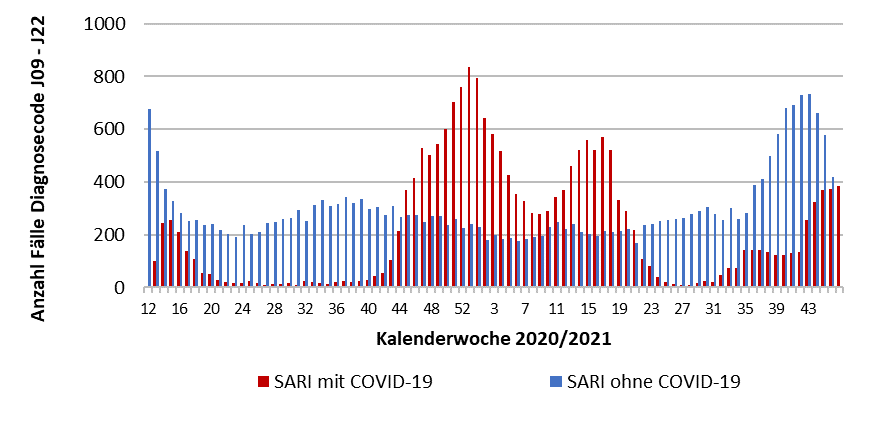 Anzahl Fälle Diagnosecode J09 - J22
1000
800
600
400
200
0
12 16 20 24 28 32 36 40 44 48 52 3 7 11 15 19 23 27 31 35 39 43
Kalenderwoche 2020/2021
SARI mit COVID-19 SARI ohne COVID-19